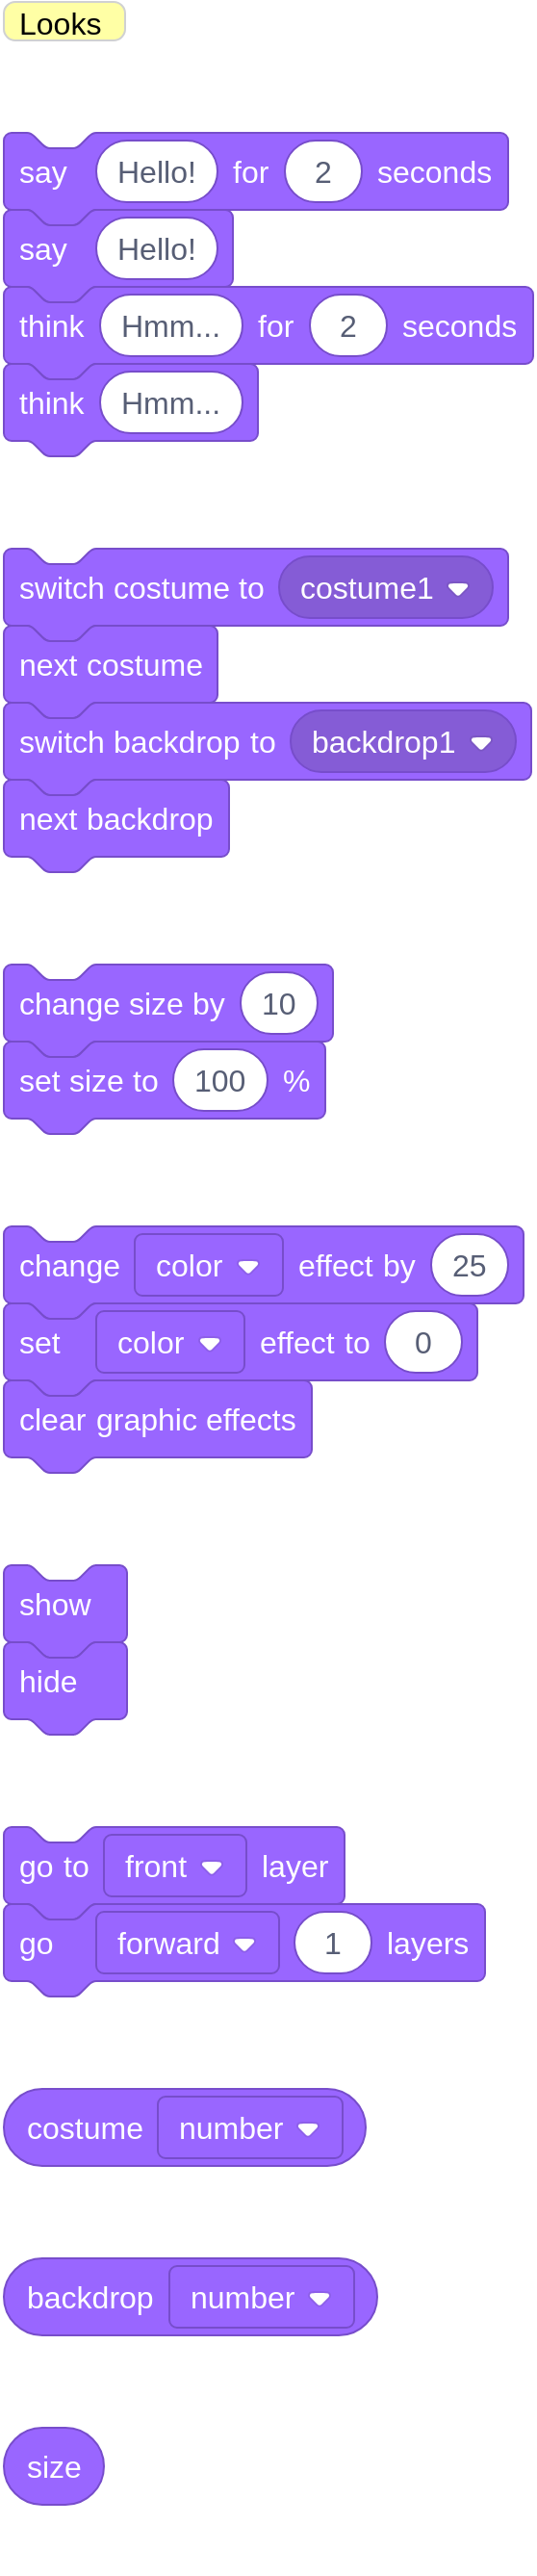 Looks
say Hello! for 2 seconds
say Hello!
think Hmm... for 2 seconds
think Hmm...
switch costume to costume1
next costume
switch backdrop to backdrop1
next backdrop
change size by 10
set size to 100 %
change color effect by 25
set color effect to 0
clear graphic effects
show
hide
go to front layer
go forward 1 layers
costume number
backdrop number
size